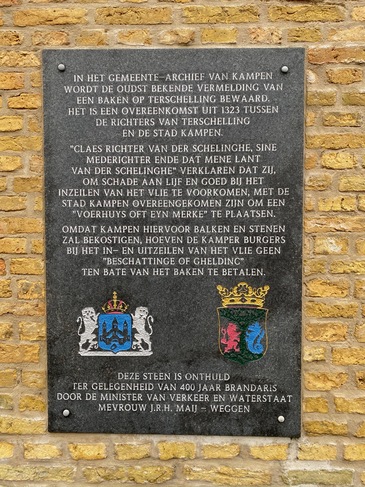 IN HET GEMEENTE-ARCHIEF VAN KAMPEN
WORDT DE OUDST BEKENDE VERMELDING VAN
EEN BAKEN OP TERSCHELLING BEWAARD.
HET IS EEN OVEREENKOMST UIT 1323 TUSSEN
DE RICHTERS VAN TERSCHELLING
EN DE STAD KAMPEN.
"CLAES RICHTER VAN DER SCHELINGHE, SINE
MEDERICHTER ENDE DAT MENE LANT
VAN DER SCHELINGHE" VERKLAREN DAT ZIJ,
OM SCHADE AAN LIJF EN GOED BIJ HET
INZEILEN VAN HET VLIE TE VOORKOMEN, MET DE
STAD KAMPEN OVEREENGEKOMEN ZIJN OM EEN
"VOERHUYS OFT EYN MERKE" TE PLAATSEN.
OMDAT KAMPEN HIERVOOR BALKEN EN STENEN
ZAL BEKOSTIGEN, HOEVEN DE KAMPER BURGERS
BIJ HET IN- EN UITZEILEN VAN HET VLIE GEEN
"BESCHATTINGE OF GHELDINC"
TEN BATE VAN HET BAKEN TE BETALEN.
DEZE STEEN IS ONTHULD
TER GELEGENHEID VAN 400 JAAR BRANDARIS
DOOR DE MINISTER VAN VERKEER EN WATERSTAAT
MEVROUW J.R.H. MAIJ - WEGGEN